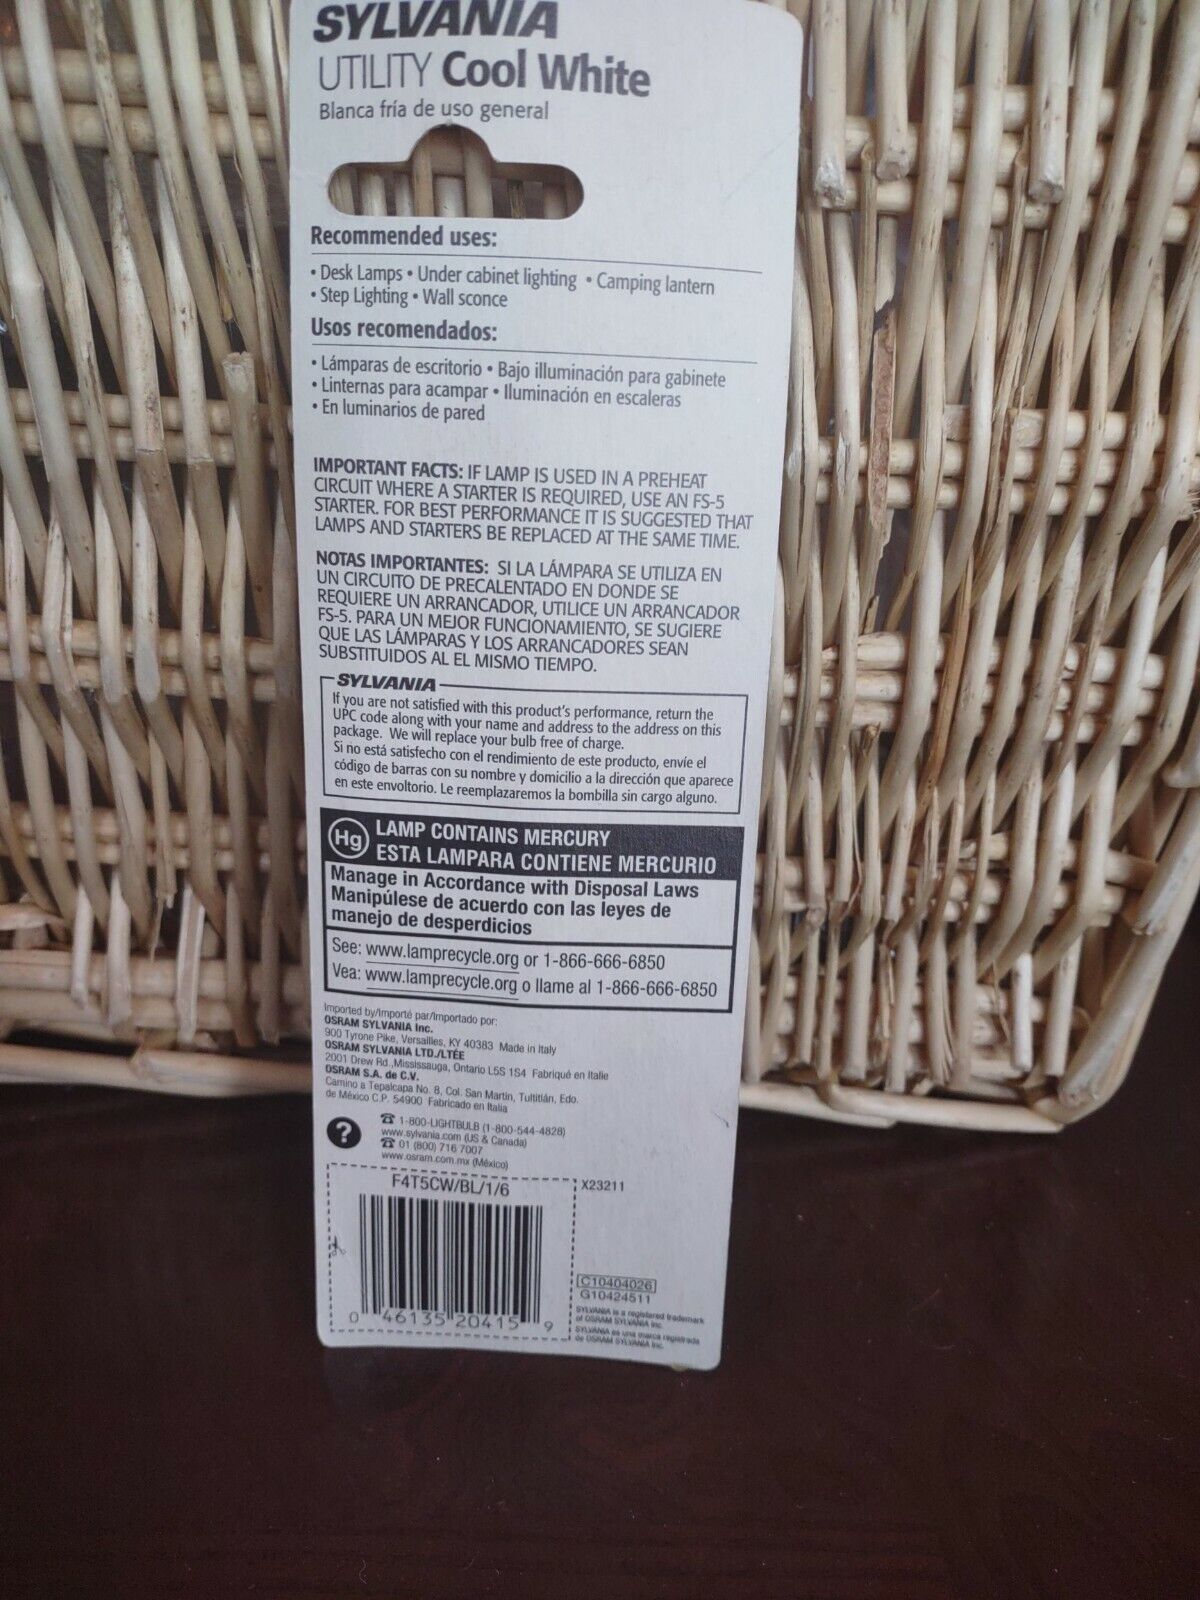 SYLVANIA
UTILITY Cool White
Blanca fría de uso general
Recommended uses:
• Desk Lamps • Under cabinet lighting • Camping lantern
• Step Lighting • Wall sconce
Usos recomendados:
• Lámparas de escritorio • Bajo illuminación para gabinete
• Linternas para acampar • Iluminación en escaleras
• En luminarios de pared
IMPORTANT FACTS: IF LAMP IS USED IN A PREHEAT
CIRCUIT WHERE A STARTER IS REQUIRED, USE AN FS-5
STARTER. FOR BEST PERFORMANCE IT IS SUGGESTED THAT
LAMPS AND STARTERS BE REPLACED AT THE SAME TIME.
NOTAS IMPORTANTES: SI LA LÁMPARA SE UTILIZA EN
UN CIRCUITO DE PRECALENTADO EN DONDE SE
REQUIERE UN ARRANCADOR, UTILICE UN ARRANCADOR
FS-5. PARA UN MEJOR FUNCIONAMIENTO, SE SUGIERE
QUE LAS LÁMPARAS Y LOS ARRANCADORES SEAN
SUBSTITUIDOS AL EL MISMO TIEMPO.
SYLVANIA
If you are not satisfied with this product's performance, return the
UPC code along with your name and address to the address on this
package. We will replace your bulb free of charge.
Si no está satisfecho con el rendimiento de este producto, envíe el
código de barras con su nombre y domicilio a la dirección que aparece
en este envoltorio. Le reemplazaremos la bombilla sin cargo alguno.
Hg LAMP CONTAINS MERCURY
ESTA LAMPARA CONTIENE MERCURIO
Manage in Accordance with Disposal Laws
Manipúlese de acuerdo con las leyes de
manejo de desperdicios
See: www.lamprecycle.org or 1-866-666-6850
Vea: www.lamprecycle.org o llame al 1-866-666-6850
Imported by/Importé par/Importado por:
OSRAM SYLVANIA Inc.
900 Tyrone Pike, Versailles, KY 40383 Made in Italy
OSRAM SYLVANIA LTD./LTÉE
2001 Drew Rd.,Mississauga, Ontario L5S 1S4 Fabriqué en Italie
OSRAM S.A. de C.V.
Camino a Tepalcapa No. 8, Col. San Martin, Tultitlán, Edo.
de México C.P. 54900 Fabricado en Italia
? ☎ 1-800-LIGHTBULB (1-800-544-4828)
www.sylvania.com (US & Canada)
☎ 01 (800) 716 7007
www.osram.com.mx (México)
F4T5CW/BL/1/6
X23211
0 46135 20415 9
C10404026
G10424511
SYLVANIA is a registered trademark
of OSRAM SYLVANIA Inc.
SYLVANIA es una marca registrada
de OSRAM SYLVANIA Inc.